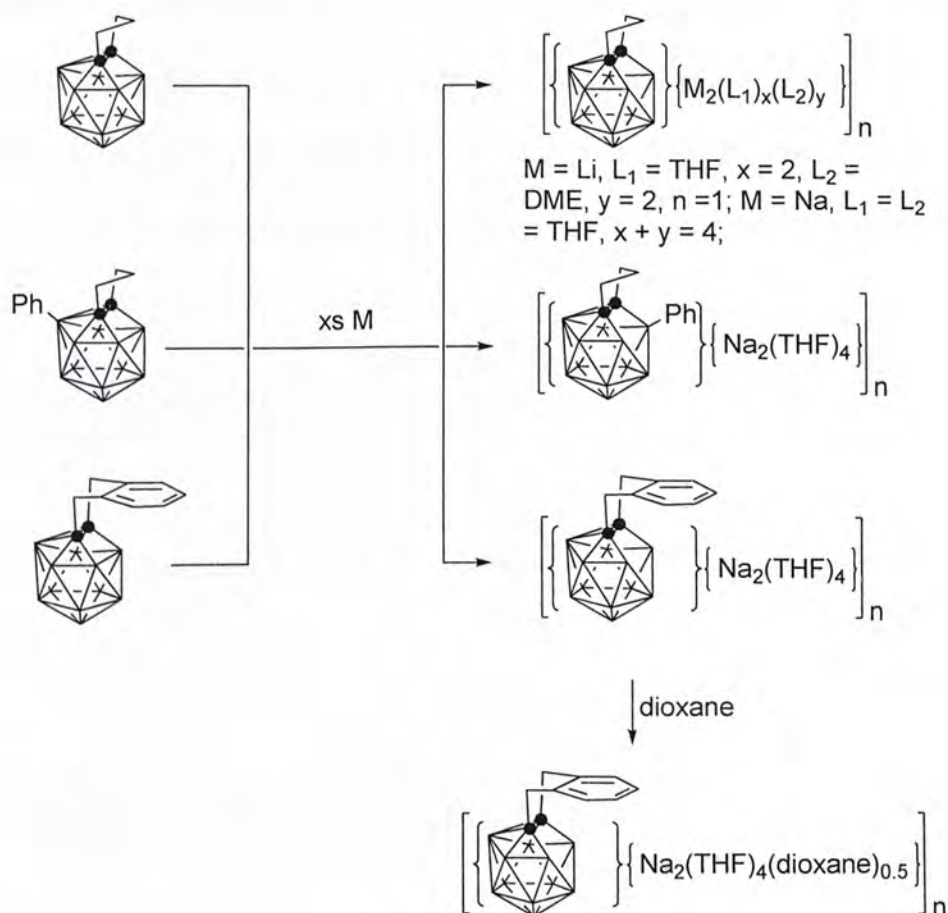 {M₂(L₁)ₓ(L₂)y}
n
M = Li, L₁ = THF, x = 2, L₂ =
DME, y = 2, n =1; M = Na, L₁ = L₂
= THF, x + y = 4;
Ph
xs M
Ph
{Na₂(THF)₄}
n
{Na₂(THF)₄}
n
dioxane
{Na₂(THF)₄(dioxane)₀.₅}
n